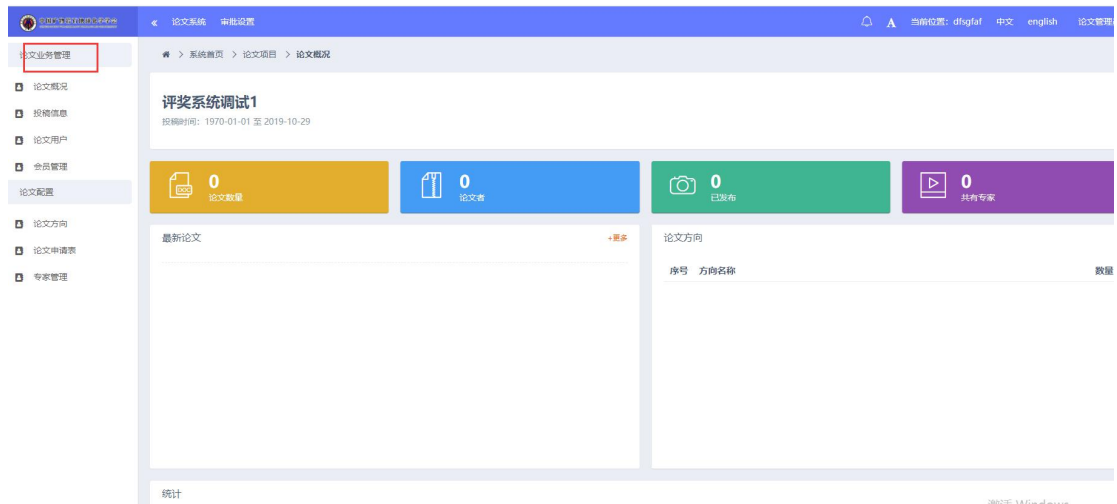 « 论文系统 审批设置
A 当前位置: dfsgfaf 中文 english 论文管理
论文业务管理
系统首页 > 论文项目 > 论文概况
论文概况
投稿信息
论文用户
会员管理
论文配置
论文方向
论文申请表
专家管理
评奖系统调试1
投稿时间: 1970-01-01 至 2019-10-29
0
论文数量
0
论文者
0
已发布
0
共有专家
最新论文
+更多
论文方向
序号 方向名称 数量
统计
激活 Windows